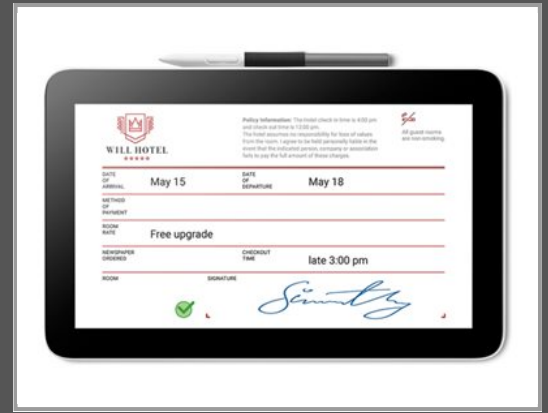 WILL HOTEL
Policy Information: The hotel check in time is 4:00 pm
and check out time is 12:00 pm.
The hotel assumes no responsibility for loss of values
from the room. I agree to be held personally liable in the
event that the indicated person, company or association
fails to pay the full amount of these charges.
All guest rooms
are non-smoking.
DATE OF ARRIVAL May 15
DATE OF DEPARTURE May 18
METHOD OF PAYMENT
ROOM RATE Free upgrade
NEWSPAPER ORDERED
CHECKOUT TIME late 3:00 pm
ROOM
SIGNATURE